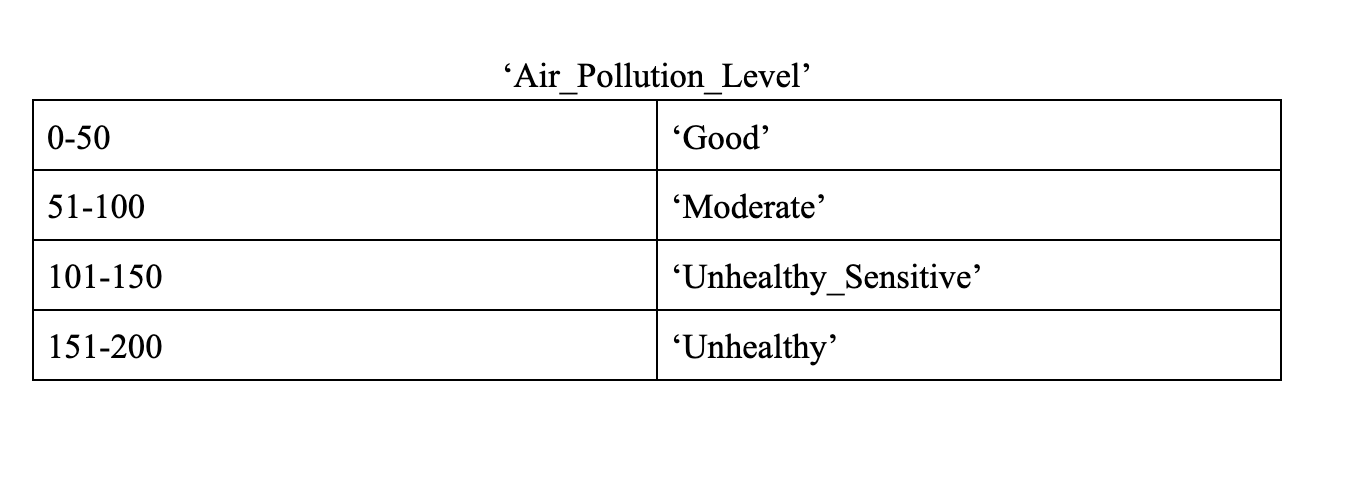 ‘Air_Pollution_Level’
0-50 ‘Good’
51-100 ‘Moderate’
101-150 ‘Unhealthy_Sensitive’
151-200 ‘Unhealthy’